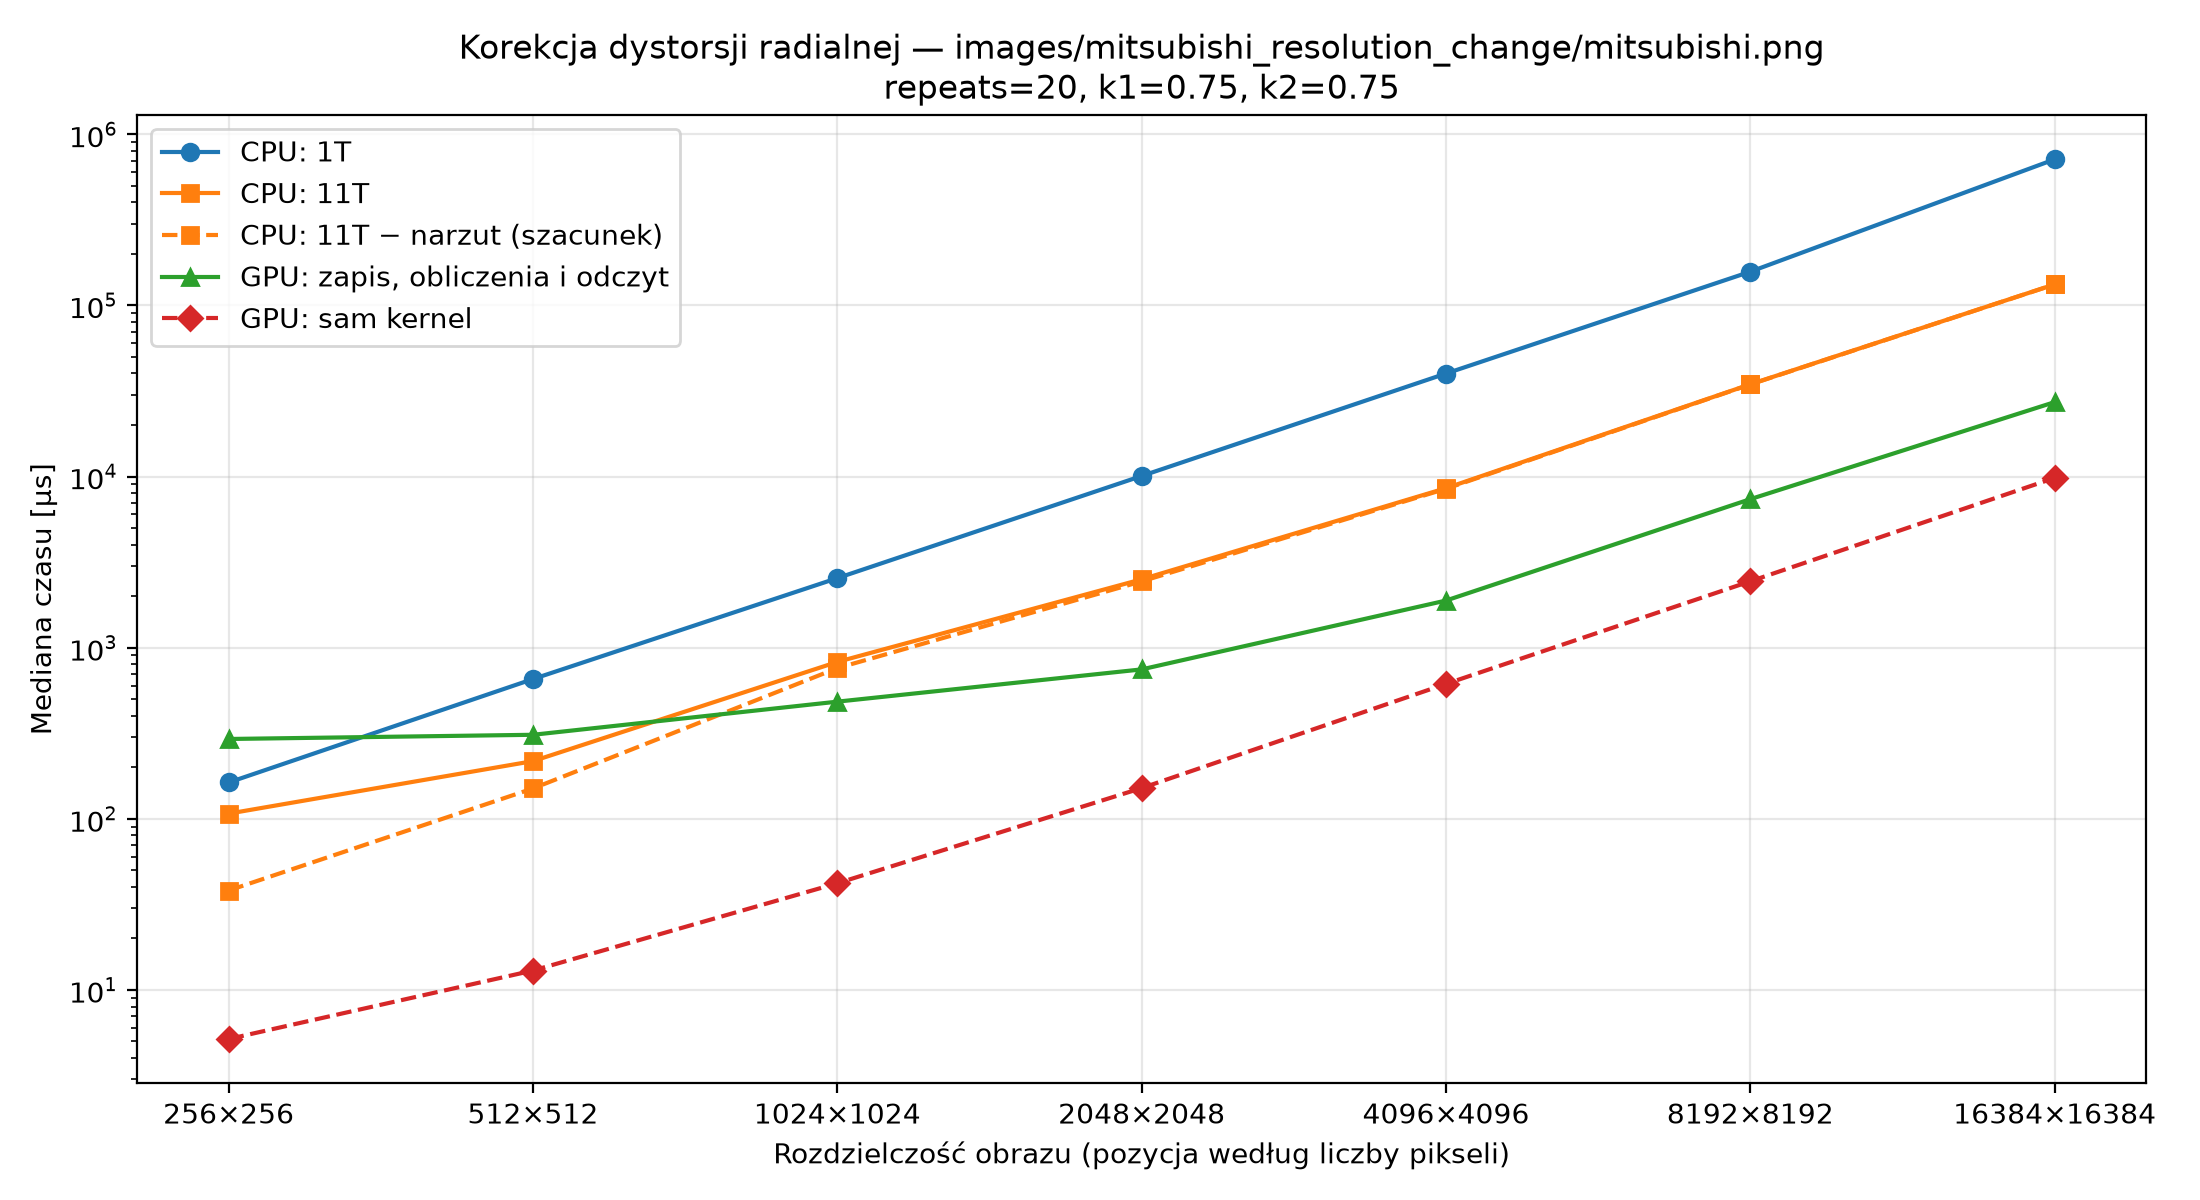 Korekcja dystorsji radialnej — images/mitsubishi_resolution_change/mitsubishi.png
repeats=20, k1=0.75, k2=0.75
CPU: 1T
CPU: 11T
CPU: 11T − narzut (szacunek)
GPU: zapis, obliczenia i odczyt
GPU: sam kernel
Mediana czasu [µs]
10⁶
10⁵
10⁴
10³
10²
10¹
256×256 512×512 1024×1024 2048×2048 4096×4096 8192×8192 16384×16384
Rozdzielczość obrazu (pozycja według liczby pikseli)